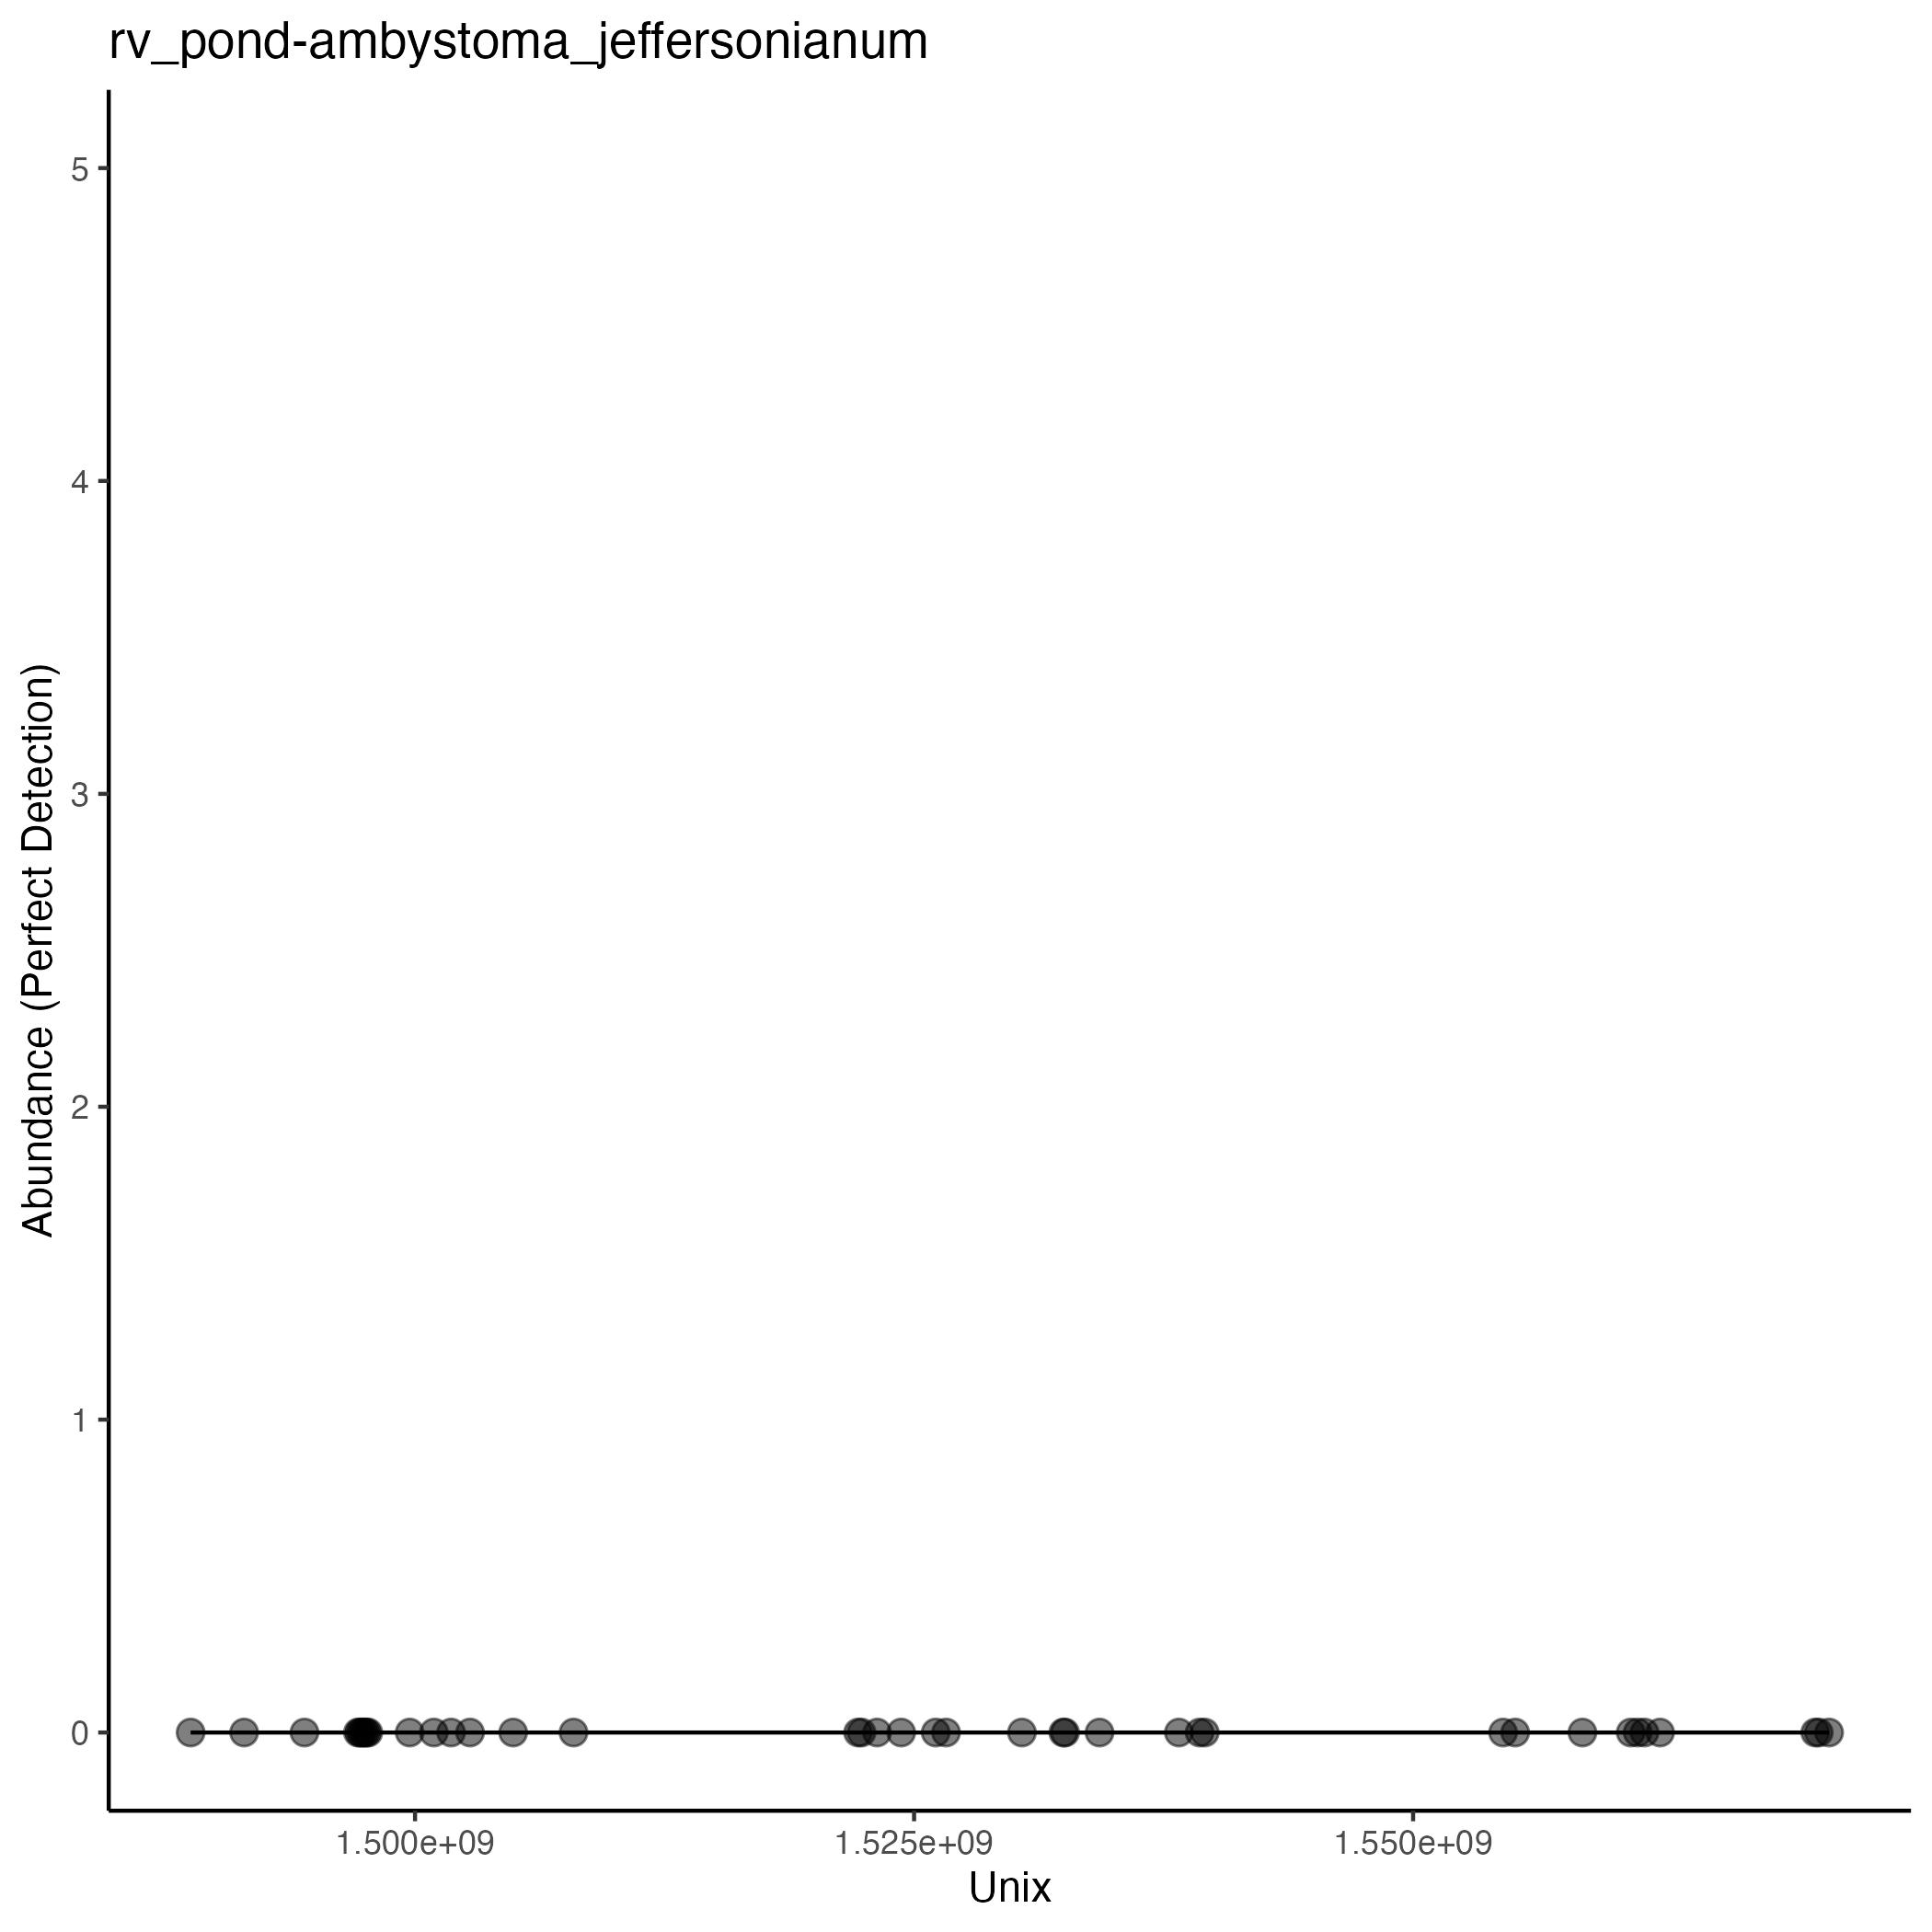 rv_pond-ambystoma_jeffersonianum
Abundance (Perfect Detection)
5
4
3
2
1
0
1.500e+09 1.525e+09 1.550e+09
Unix